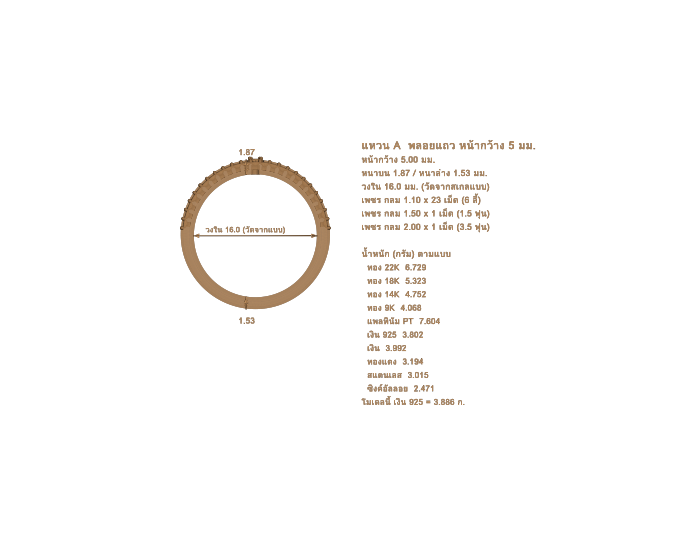 1.87
วงใน 16.0 (วัดจากแบบ)
1.53
แหวน A พลอยแถว หน้ากว้าง 5 มม.
หน้ากว้าง 5.00 มม.
หนาบน 1.87 / หนาล่าง 1.53 มม.
วงใน 16.0 มม. (วัดจากสเกลแบบ)
เพชร กลม 1.10 x 23 เม็ด (6 ลี้)
เพชร กลม 1.50 x 1 เม็ด (1.5 หุ่น)
เพชร กลม 2.00 x 1 เม็ด (3.5 หุ่น)
น้ำหนัก (กรัม) ตามแบบ
ทอง 22K 6.729
ทอง 18K 5.323
ทอง 14K 4.752
ทอง 9K 4.068
แพลทินัม PT 7.604
เงิน 925 3.802
เงิน 3.992
ทองแดง 3.194
สแตนเลส 3.015
ซิงค์อัลลอย 2.471
โมเดลนี้ เงิน 925 = 3.886 ก.